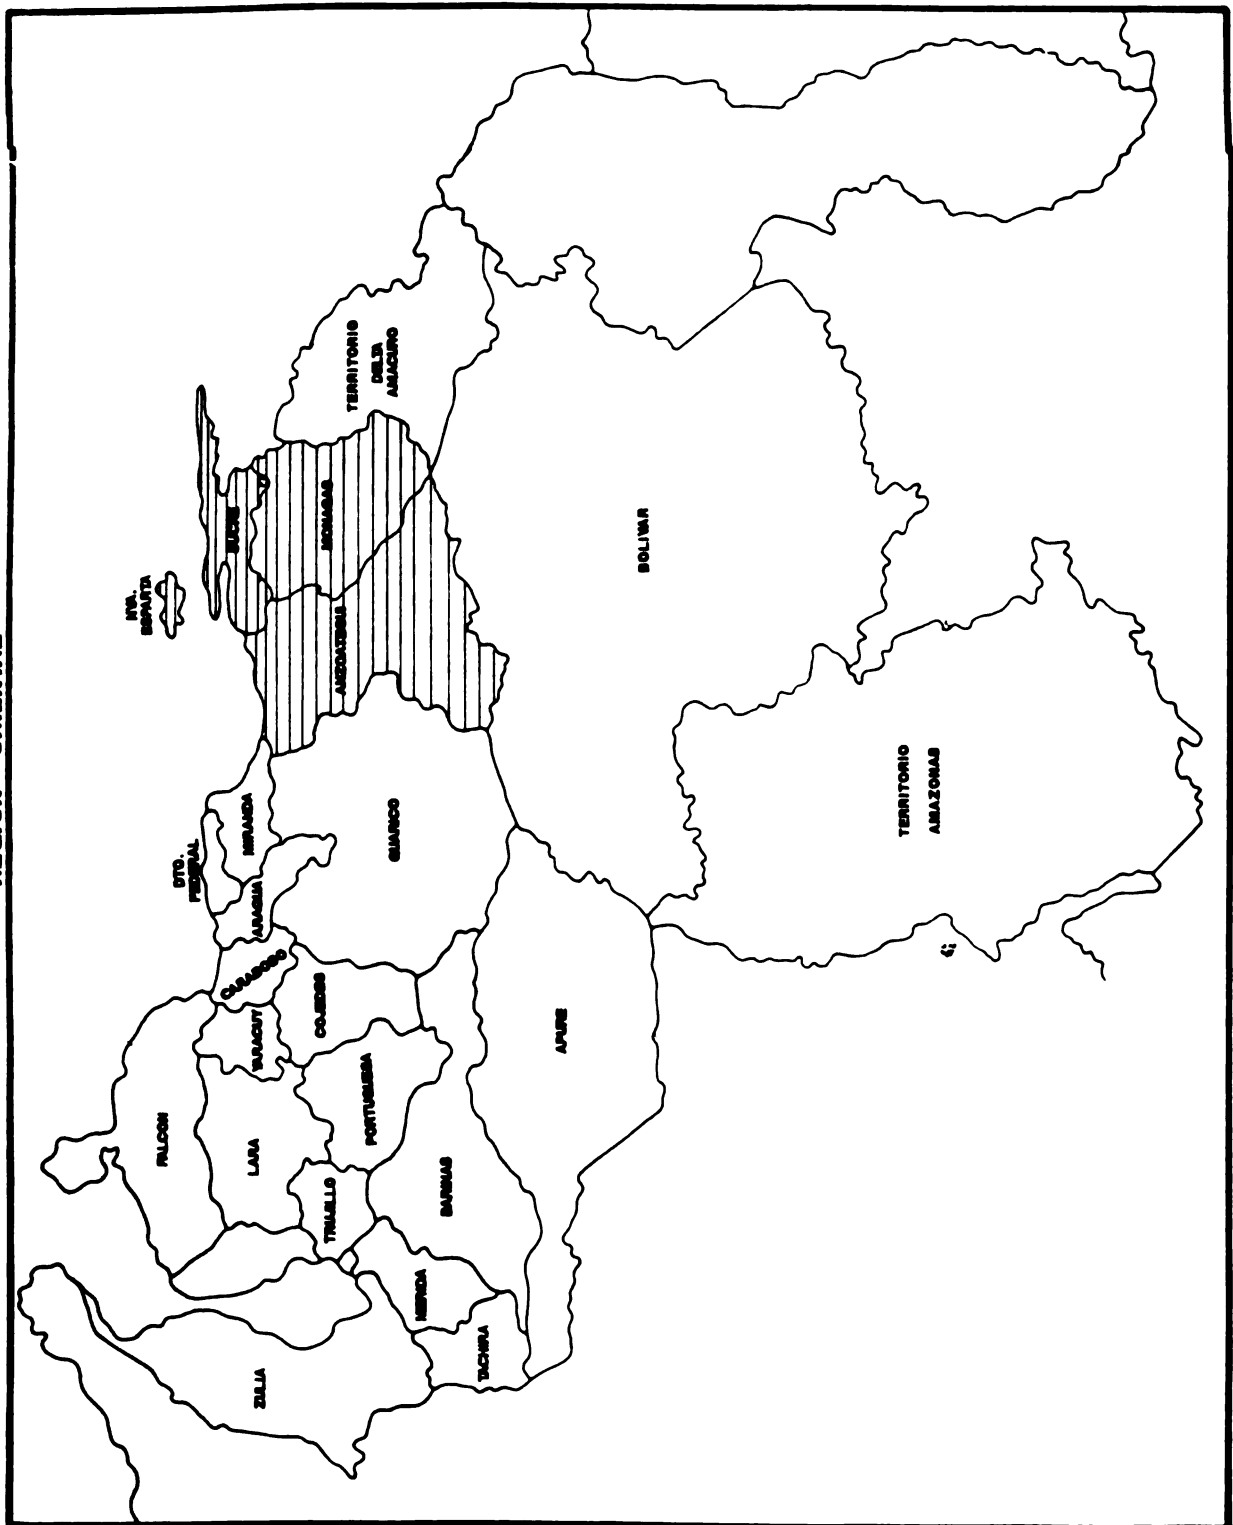 NVA.
ESPARTA
FALCON
DTO.
FEDERAL
SUCRE
MIRANDA
ARAGUA
CARABOBO
YARACUY
LARA
ZULIA
MONAGAS
ANZOATEGUI
COJEDES
TRUJILLO
TERRITORIO
DELTA
AMACURO
GUARICO
PORTUGUESA
MERIDA
BARINAS
TACHIRA
APURE
BOLIVAR
TERRITORIO
AMAZONAS